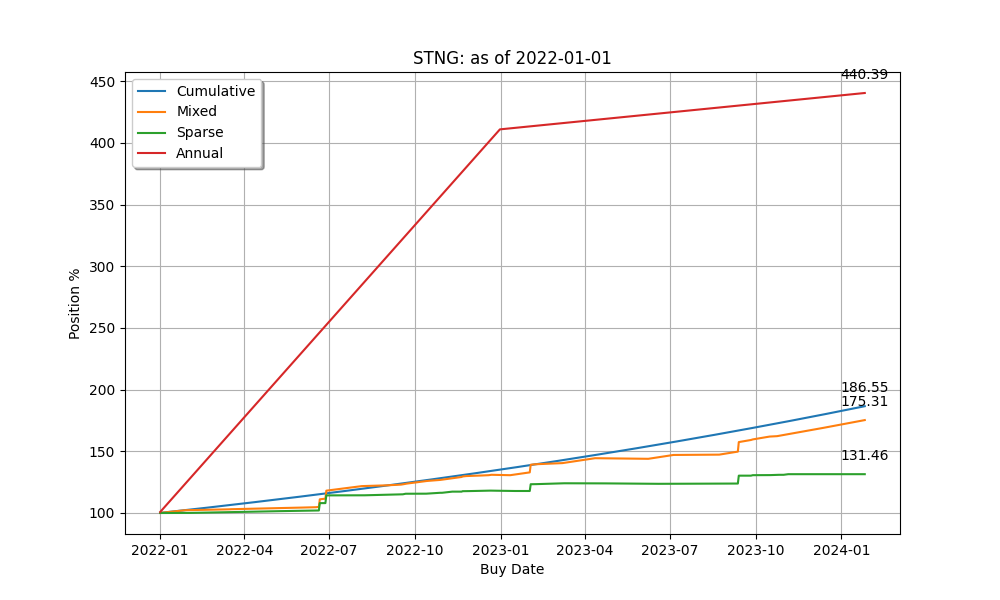 STNG: as of 2022-01-01
Cumulative
Mixed
Sparse
Annual
440.39
186.55
175.31
131.46
450
400
350
300
250
200
150
100
Position %
2022-01 2022-04 2022-07 2022-10 2023-01 2023-04 2023-07 2023-10 2024-01
Buy Date